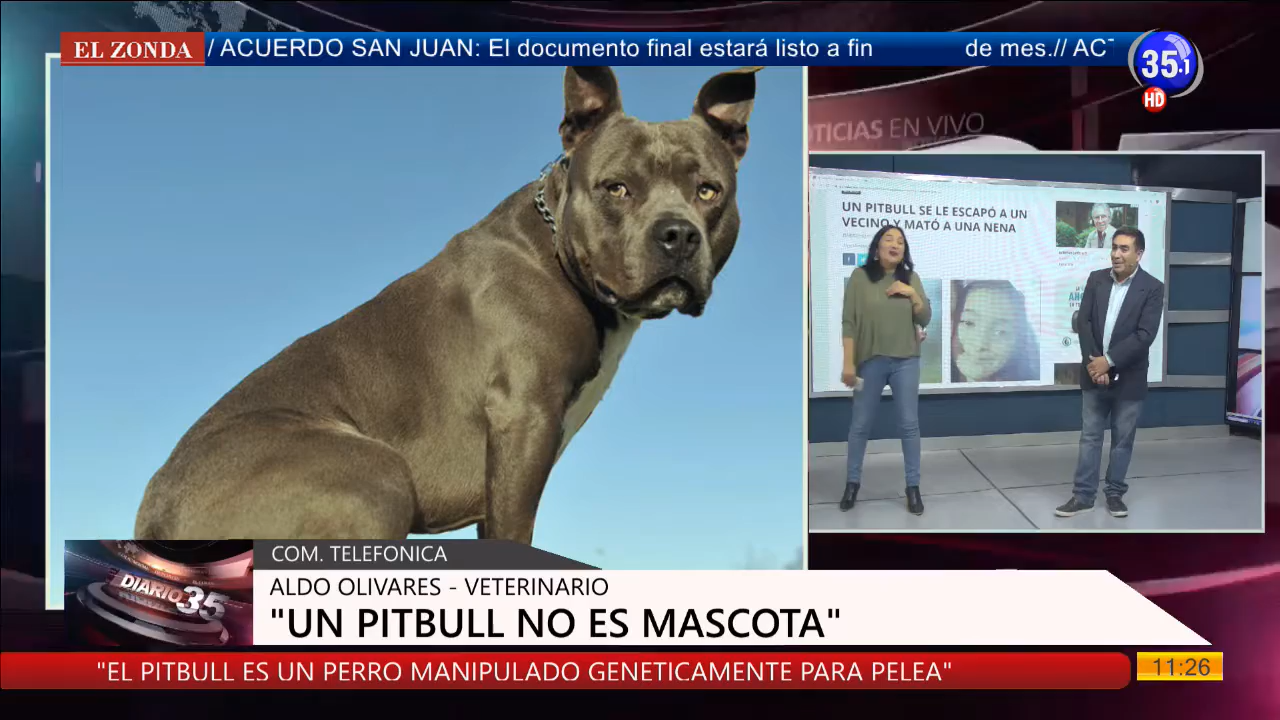 EL ZONDA
/ ACUERDO SAN JUAN: El documento final estará listo a fin de mes.// ACT
35.1
HD
TICIAS EN VIVO
UN PITBULL SE LE ESCAPÓ A UN
VECINO Y MATÓ A UNA NENA
COM. TELEFONICA
DIARIO 35
ALDO OLIVARES - VETERINARIO
"UN PITBULL NO ES MASCOTA"
"EL PITBULL ES UN PERRO MANIPULADO GENETICAMENTE PARA PELEA"
11:26